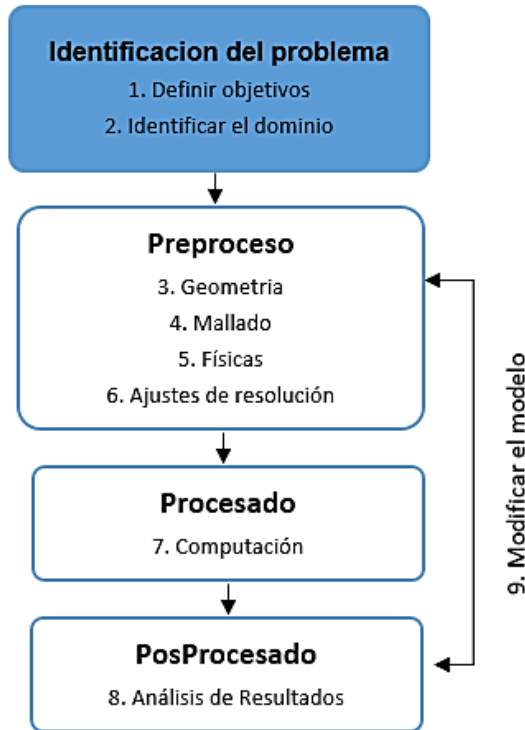 Identificacion del problema
1. Definir objetivos
2. Identificar el dominio
Preproceso
3. Geometria
4. Mallado
5. Físicas
6. Ajustes de resolución
Procesado
7. Computación
PosProcesado
8. Análisis de Resultados
9. Modificar el modelo